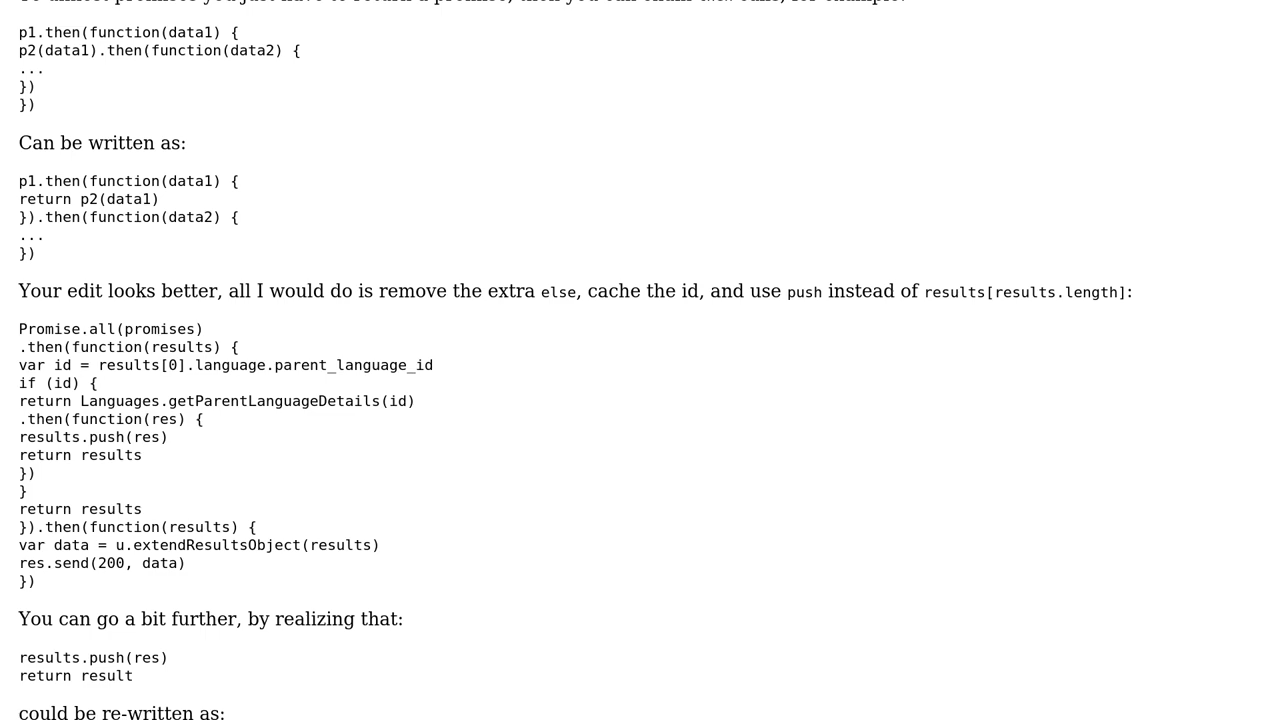 p1.then(function(data1) {
p2(data1).then(function(data2) {
...
})
})
Can be written as:
p1.then(function(data1) {
return p2(data1)
}).then(function(data2) {
...
})
Your edit looks better, all I would do is remove the extra else, cache the id, and use push instead of results[results.length]:
Promise.all(promises)
.then(function(results) {
var id = results[0].language.parent_language_id
if (id) {
return Languages.getParentLanguageDetails(id)
.then(function(res) {
results.push(res)
return results
})
}
return results
}).then(function(results) {
var data = u.extendResultsObject(results)
res.send(200, data)
})
You can go a bit further, by realizing that:
results.push(res)
return result
could be re-written as: